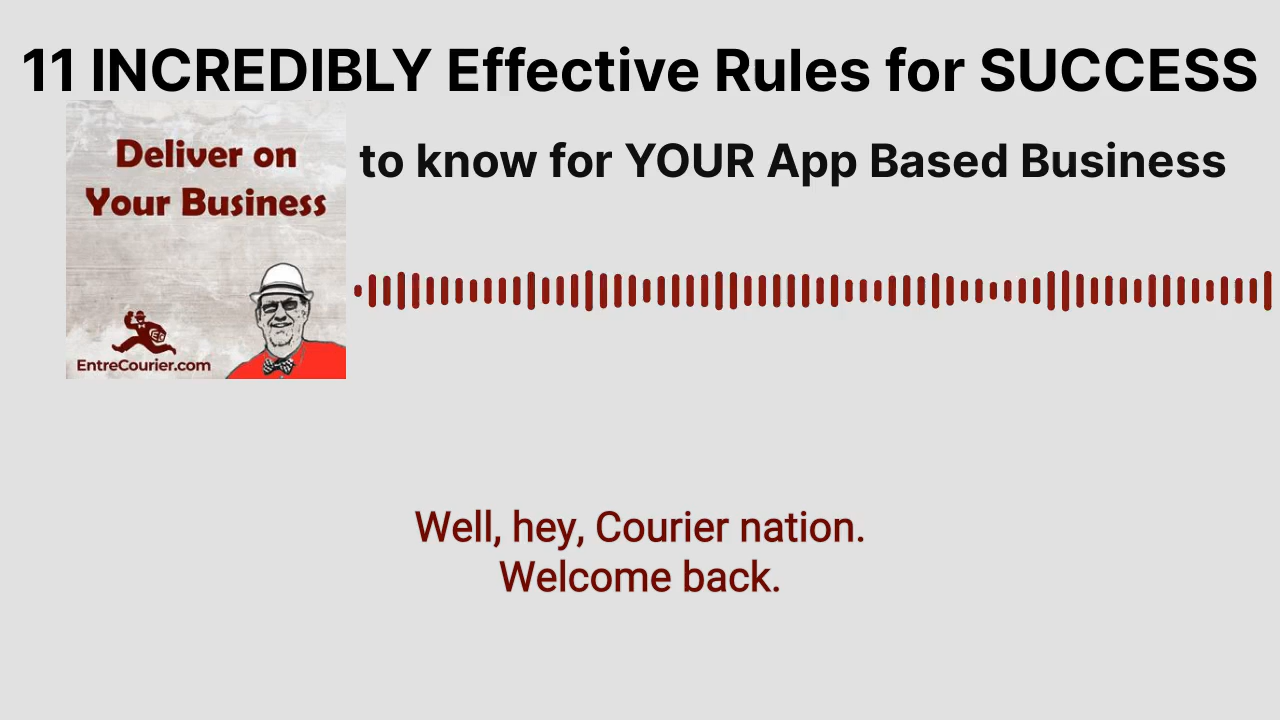 11 INCREDIBLY Effective Rules for SUCCESS
to know for YOUR App Based Business
Deliver on
Your Business
EntreCourier.com
Well, hey, Courier nation.
Welcome back.